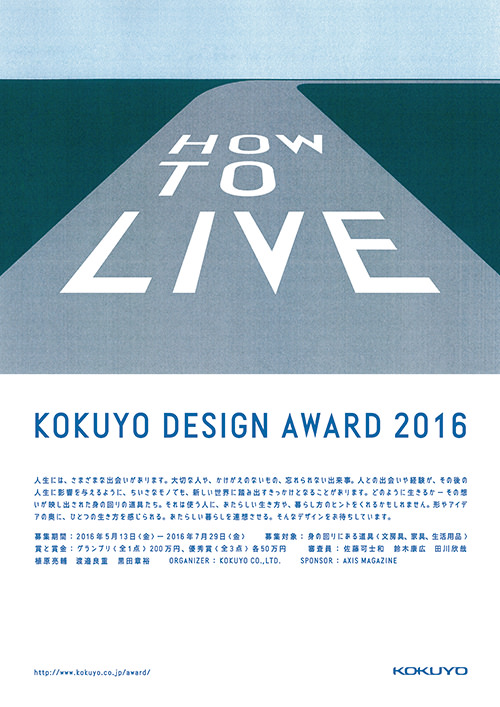 HOW
TO
LIVE
KOKUYO DESIGN AWARD 2016
人生には、さまざまな出会いがあります。大切な人や、かけがえのないもの、忘れられない出来事。人との出会いや経験が、その後の
人生に影響を与えるように、ちいさなモノでも、新しい世界に踏み出すきっかけとなることがあります。どのように生きるかーその想
いが映し出された身の回りの道具たち。それは使う人に、あたらしい生き方や、暮らし方のヒントをくれるかもしれません。形やアイデ
アの奥に、ひとつの生き方を感じられる。あたらしい暮らしを連想させる。そんなデザインをお待ちしています。
募集期間：2016年5月13日〈金〉ー2016年7月29日〈金〉 募集対象：身の回りにある道具〈文房具、家具、生活用品〉
賞と賞金：グランプリ〈全1点〉200万円、優秀賞〈全3点〉各50万円 審査員：佐藤可士和 鈴木康広 田川欣哉
植原亮輔 渡邉良重 黒田章裕 ORGANIZER：KOKUYO CO.,LTD. SPONSOR：AXIS MAGAZINE
http://www.kokuyo.co.jp/award/
KOKUYO